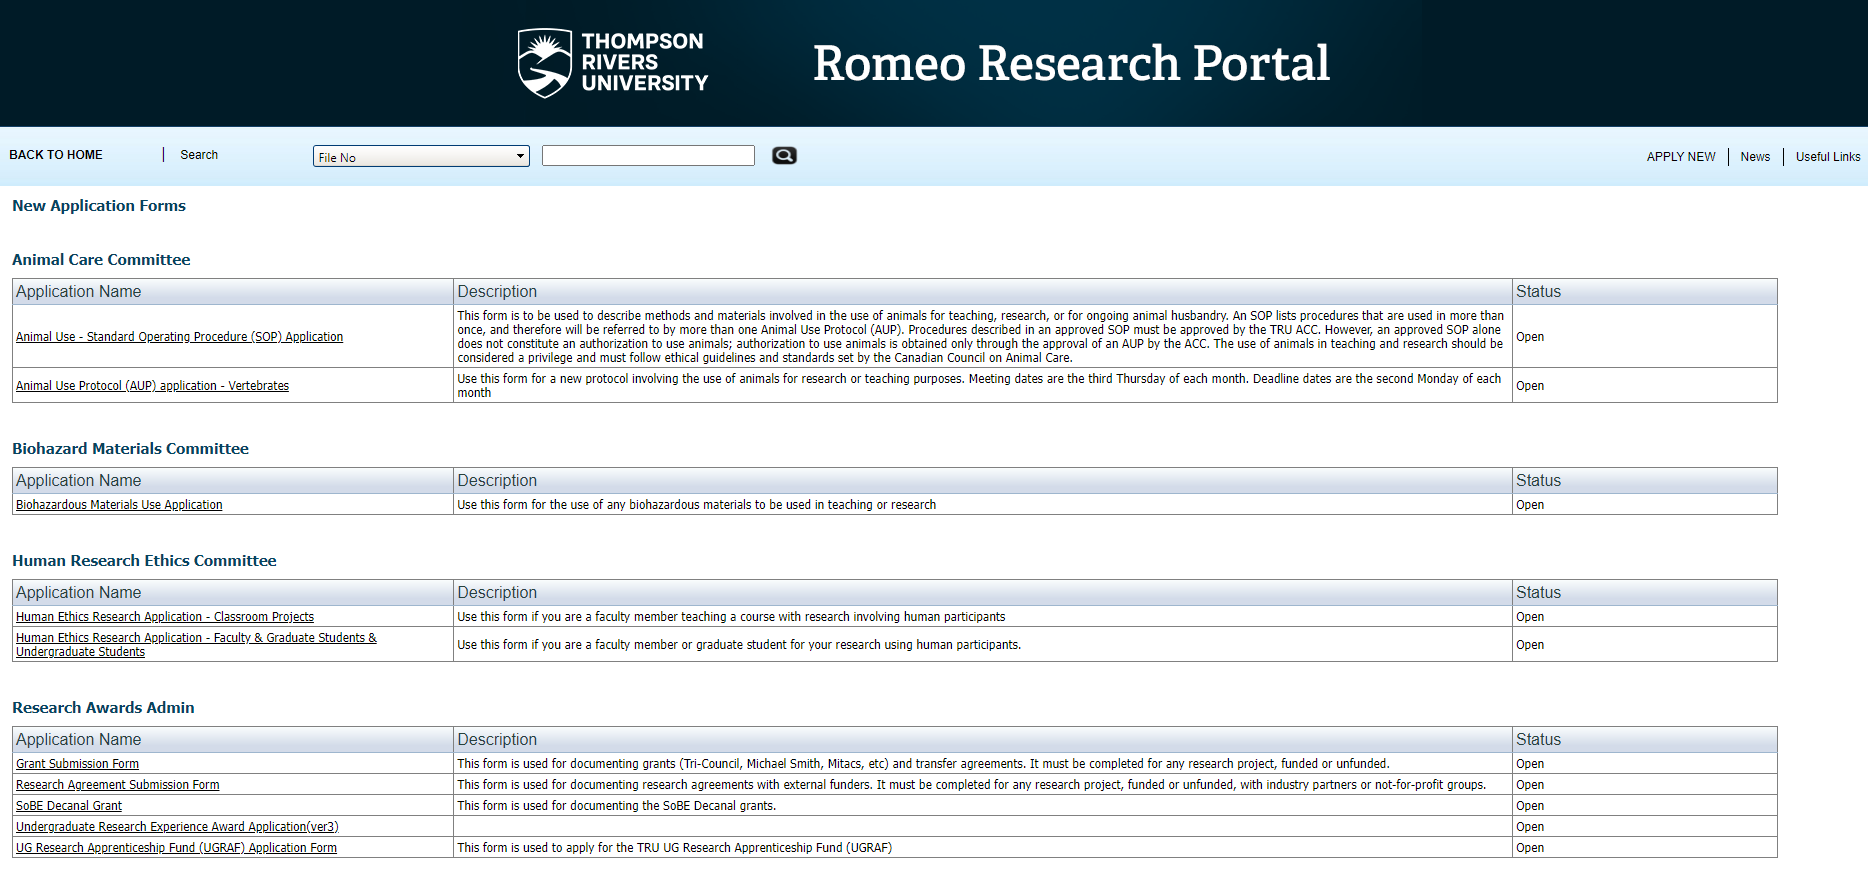 THOMPSON
RIVERS
UNIVERSITY
Romeo Research Portal
BACK TO HOME | Search File No
APPLY NEW | News | Useful Links
New Application Forms
Animal Care Committee
Application Name Description Status
Animal Use - Standard Operating Procedure (SOP) Application
This form is to be used to describe methods and materials involved in the use of animals for teaching, research, or for ongoing animal husbandry. An SOP lists procedures that are used in more than
once, and therefore will be referred to by more than one Animal Use Protocol (AUP). Procedures described in an approved SOP must be approved by the TRU ACC. However, an approved SOP alone
does not constitute an authorization to use animals; authorization to use animals is obtained only through the approval of an AUP by the ACC. The use of animals in teaching and research should be
considered a privilege and must follow ethical guidelines and standards set by the Canadian Council on Animal Care.
Open
Animal Use Protocol (AUP) application - Vertebrates
Use this form for a new protocol involving the use of animals for research or teaching purposes. Meeting dates are the third Thursday of each month. Deadline dates are the second Monday of each
month
Open
Biohazard Materials Committee
Application Name Description Status
Biohazardous Materials Use Application Use this form for the use of any biohazardous materials to be used in teaching or research Open
Human Research Ethics Committee
Application Name Description Status
Human Ethics Research Application - Classroom Projects Use this form if you are a faculty member teaching a course with research involving human participants Open
Human Ethics Research Application - Faculty & Graduate Students &
Undergraduate Students
Use this form if you are a faculty member or graduate student for your research using human participants.
Open
Research Awards Admin
Application Name Description Status
Grant Submission Form This form is used for documenting grants (Tri-Council, Michael Smith, Mitacs, etc) and transfer agreements. It must be completed for any research project, funded or unfunded. Open
Research Agreement Submission Form This form is used for documenting research agreements with external funders. It must be completed for any research project, funded or unfunded, with industry partners or not-for-profit groups. Open
SoBE Decanal Grant This form is used for documenting the SoBE Decanal grants. Open
Undergraduate Research Experience Award Application(ver3) Open
UG Research Apprenticeship Fund (UGRAF) Application Form This form is used to apply for the TRU UG Research Apprenticeship Fund (UGRAF) Open